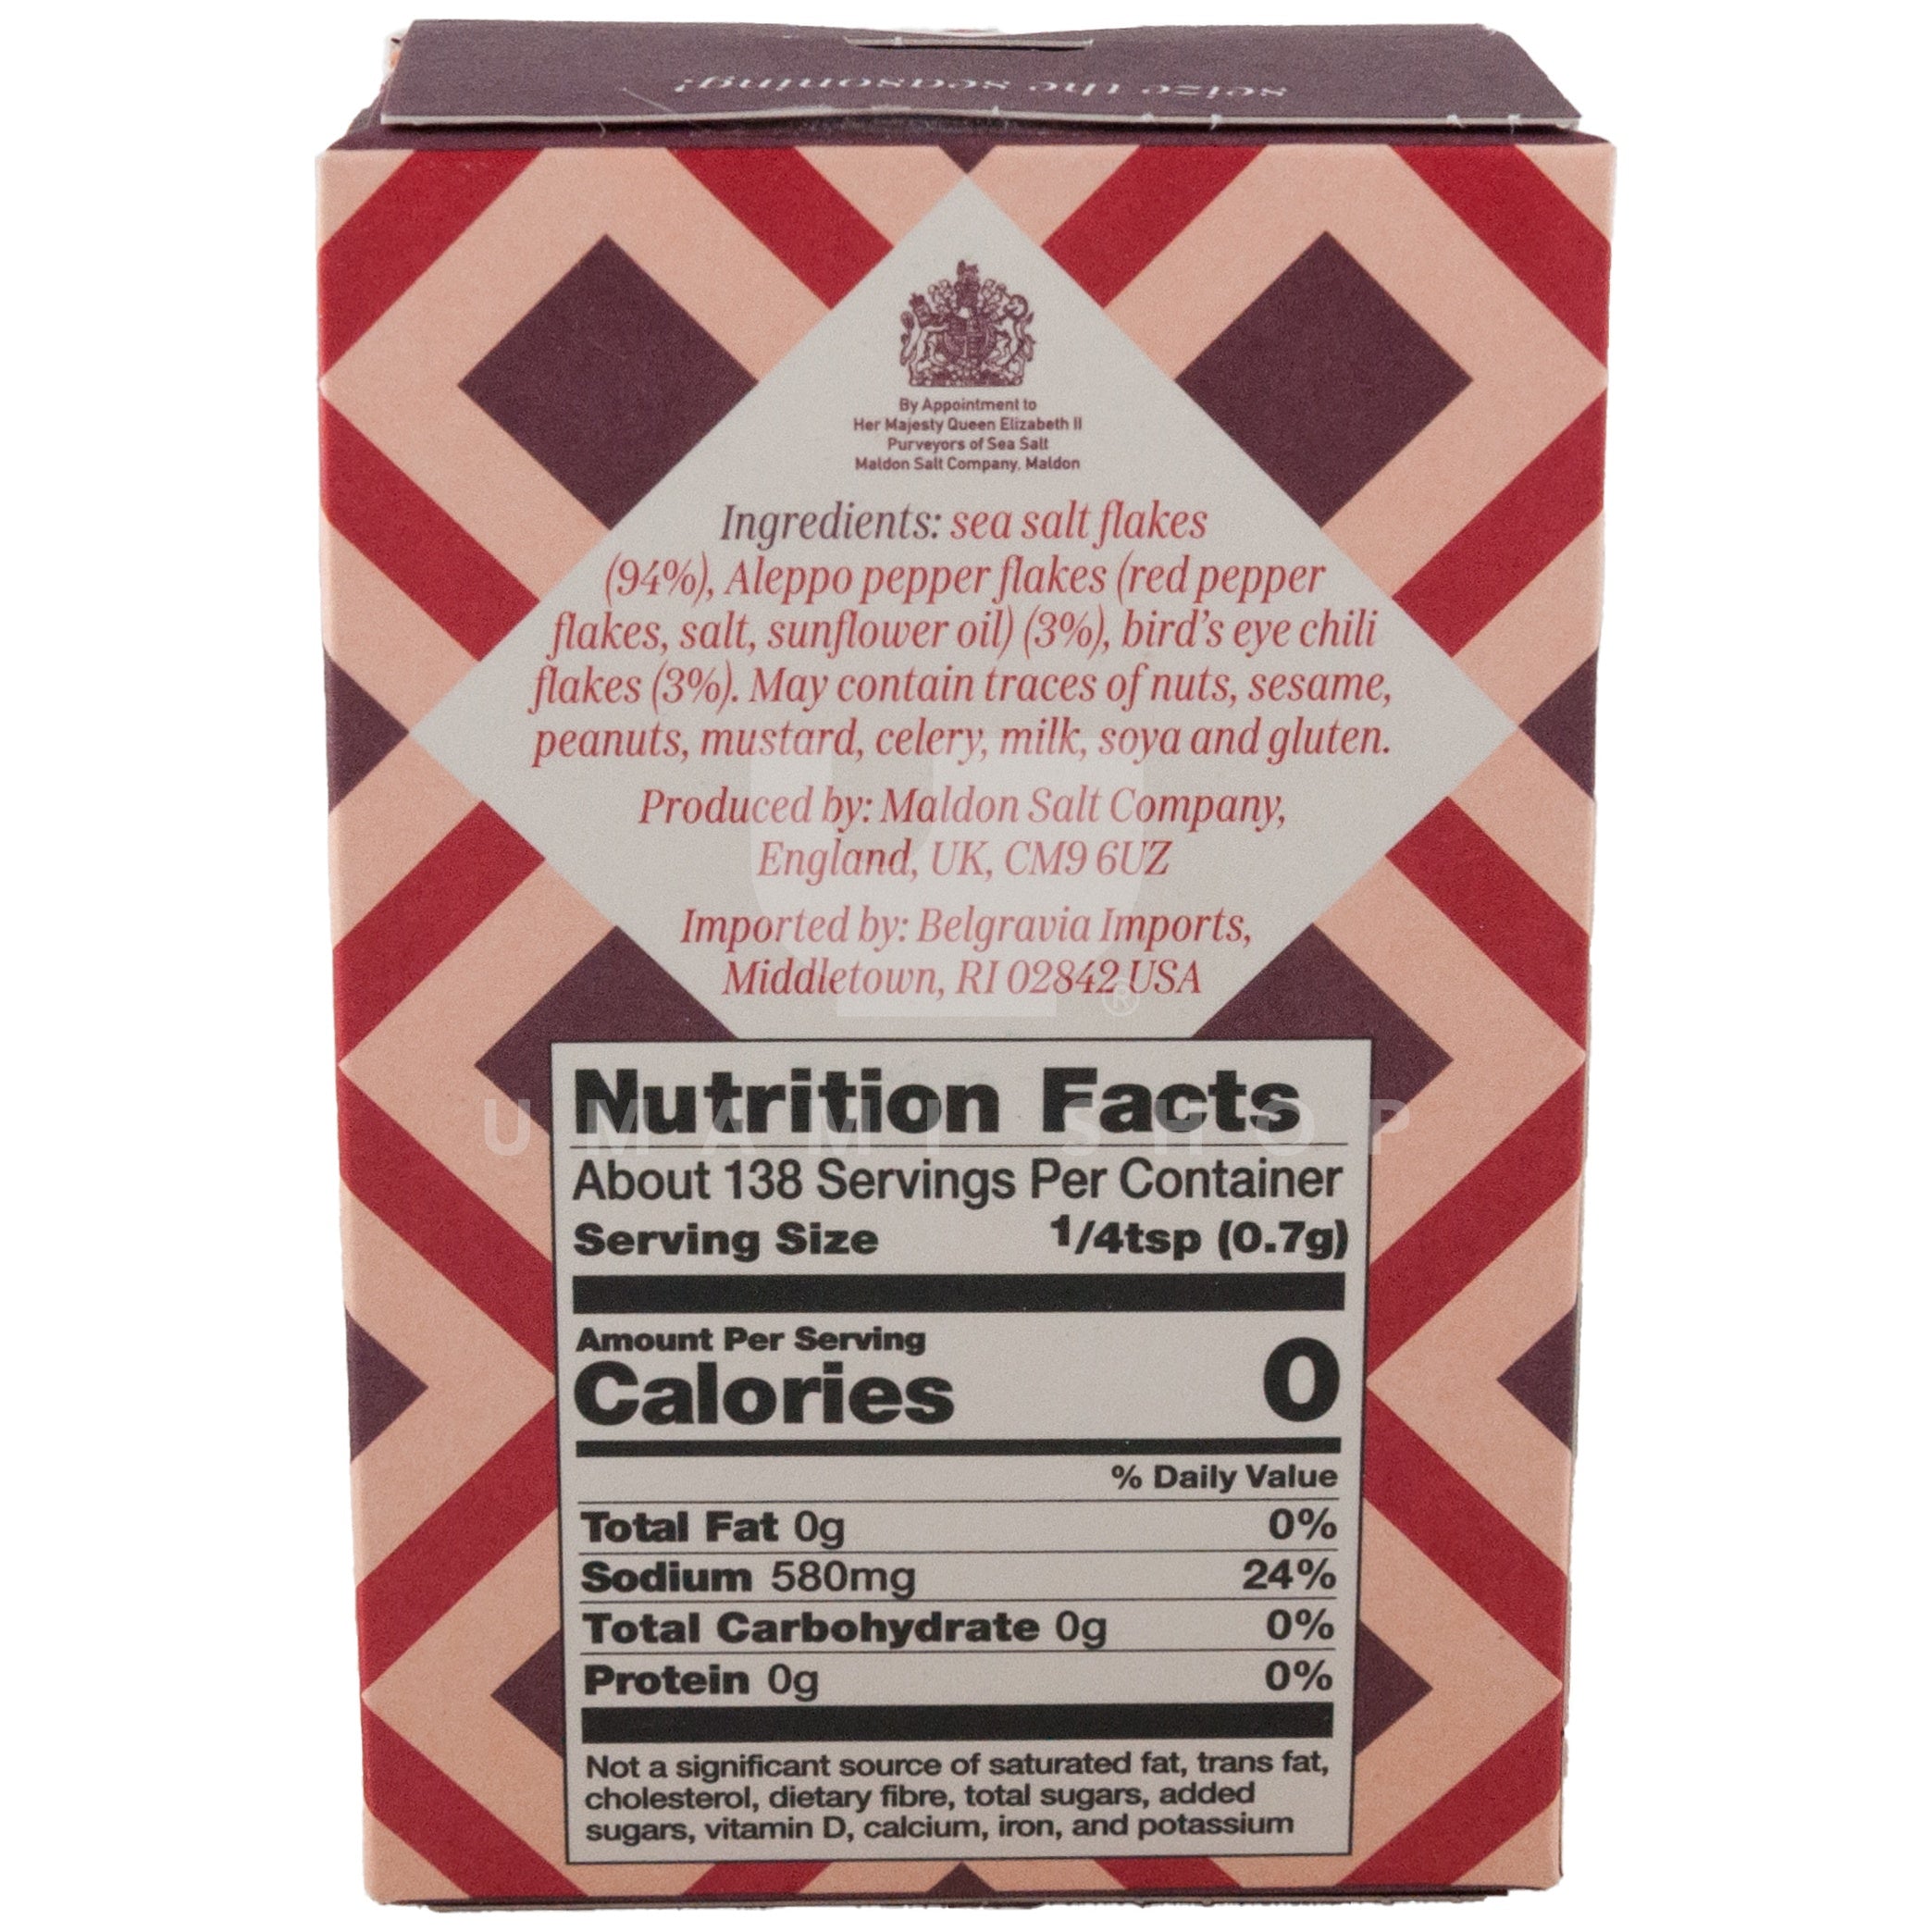 seize the seasoning!
By Appointment to
Her Majesty Queen Elizabeth II
Purveyors of Sea Salt
Maldon Salt Company, Maldon
Ingredients: sea salt flakes
(94%), Aleppo pepper flakes (red pepper
flakes, salt, sunflower oil) (3%), bird's eye chili
flakes (3%). May contain traces of nuts, sesame,
peanuts, mustard, celery, milk, soya and gluten.
Produced by: Maldon Salt Company,
England, UK, CM9 6UZ
Imported by: Belgravia Imports,
Middletown, RI 02842 USA
®
Nutrition Facts
UMAMI SHOP
About 138 Servings Per Container
Serving Size 1/4tsp (0.7g)
Amount Per Serving
Calories 0
% Daily Value
Total Fat 0g 0%
Sodium 580mg 24%
Total Carbohydrate 0g 0%
Protein 0g 0%
Not a significant source of saturated fat, trans fat,
cholesterol, dietary fibre, total sugars, added
sugars, vitamin D, calcium, iron, and potassium